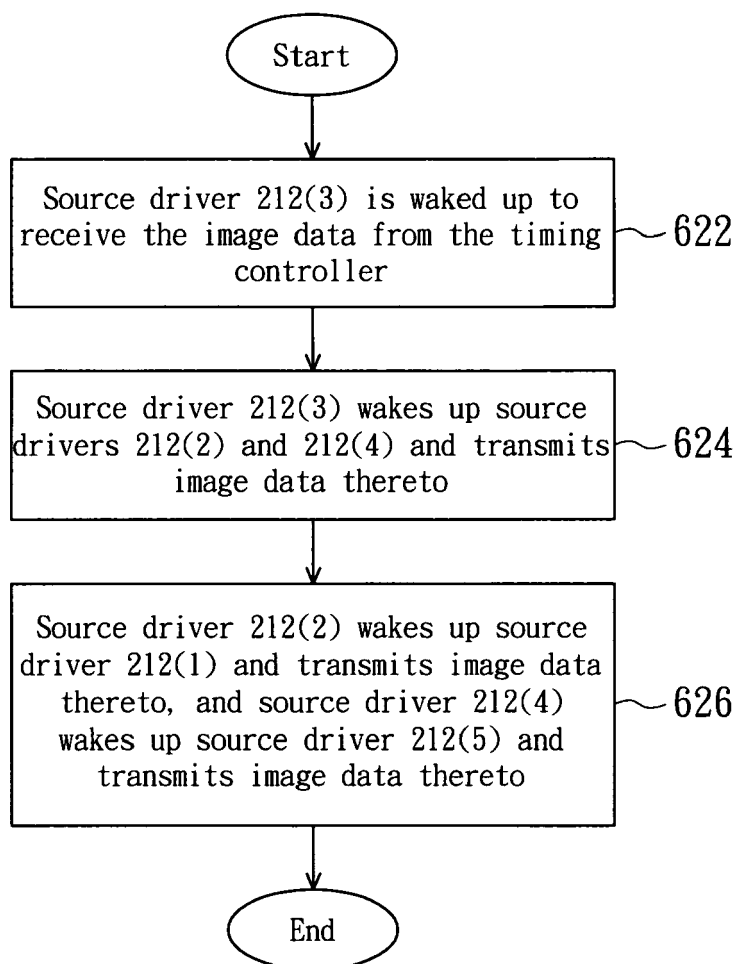 Start
Source driver 212(3) is waked up to
receive the image data from the timing
controller
622
Source driver 212(3) wakes up source
drivers 212(2) and 212(4) and transmits
image data thereto
624
Source driver 212(2) wakes up source
driver 212(1) and transmits image data
thereto, and source driver 212(4)
wakes up source driver 212(5) and
transmits image data thereto
626
End